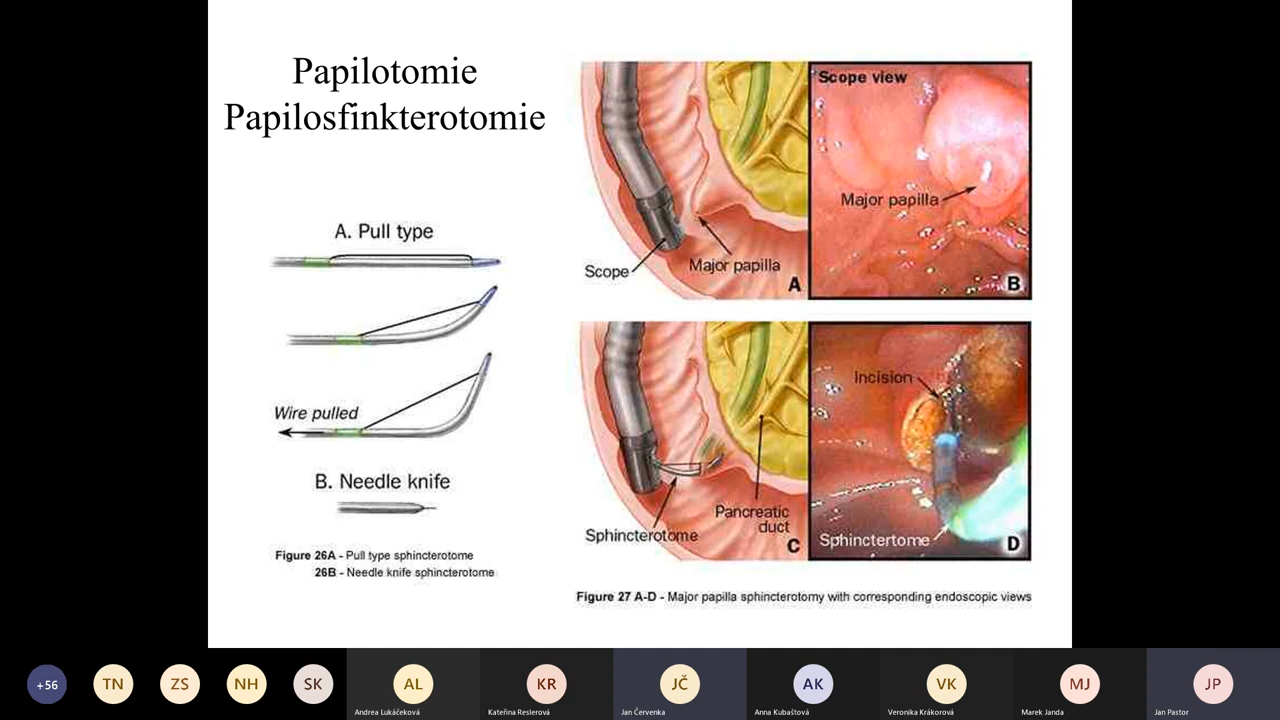 Papilotomie
Papilosfinkterotomie
A. Pull type
Wire pulled
B. Needle knife
Figure 26A - Pull type sphincterotome
26B - Needle knife sphincterotome
Scope
Major papilla
A
Scope view
Major papilla
B
Sphincterotome
Pancreatic
duct
C
Incision
Sphinctertome
D
Figure 27 A-D - Major papilla sphincterotomy with corresponding endoscopic views
+56
TN
ZS
NH
SK
AL
Andrea Lukáčeková
KR
Kateřina Reslerová
JČ
Jan Červenka
AK
Anna Kubaštová
VK
Veronika Krákorová
MJ
Marek Janda
JP
Jan Pastor